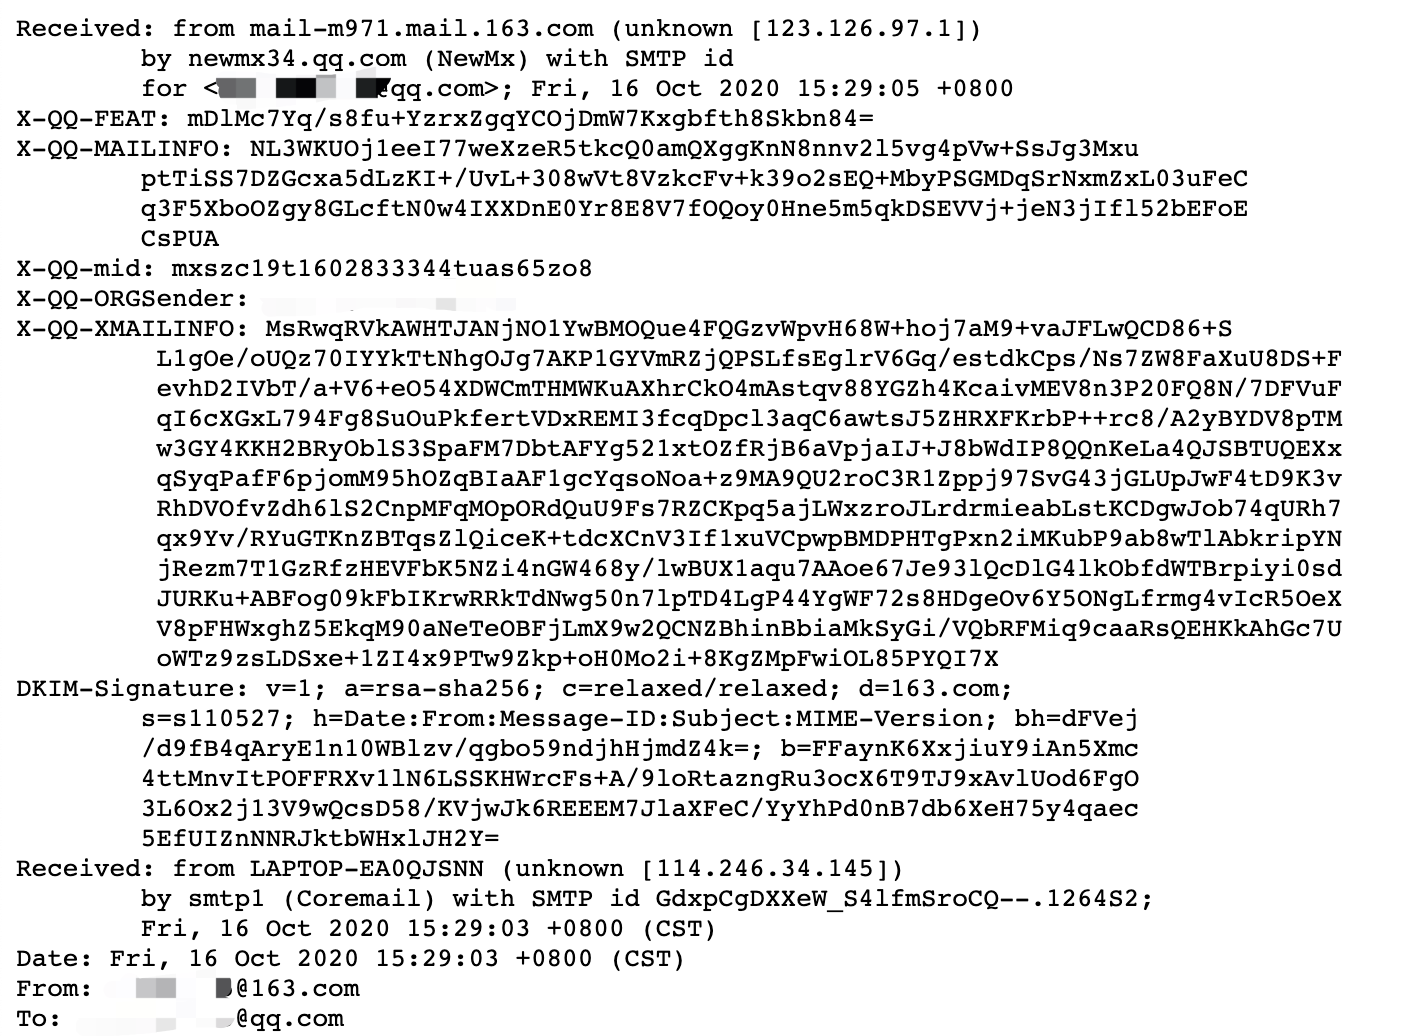 Received: from mail-m971.mail.163.com (unknown [123.126.97.1])
by newmx34.qq.com (NewMx) with SMTP id
for < @qq.com>; Fri, 16 Oct 2020 15:29:05 +0800
X-QQ-FEAT: mDlMc7Yq/s8fu+YzrxZgqYCOjDmW7Kxgbfth8Skbn84=
X-QQ-MAILINFO: NL3WKUOj1eeI77weXzeR5tkcQ0amQXggKnN8nnv2l5vg4pVw+SsJg3Mxu
ptTiSS7DZGcxa5dLzKI+/UvL+308wVt8VzkcFv+k39o2sEQ+MbyPSGMDqSrNxmZxL03uFeC
q3F5XboOZgy8GLcftN0w4IXXDnE0Yr8E8V7fOQoy0Hne5m5qkDSEVVj+jeN3jIfl52bEFoE
CsPUA
X-QQ-mid: mxszc19t1602833344tuas65zo8
X-QQ-ORGSender:
X-QQ-XMAILINFO: MsRwqRVkAWHTJANjNO1YwBMOQue4FQGzvWpvH68W+hoj7aM9+vaJFLwQCD86+S
L1gOe/oUQz70IYYkTtNhgOJg7AKP1GYVmRZjQPSLfsEglrV6Gq/estdkCps/Ns7ZW8FaXuU8DS+F
evhD2IVbT/a+V6+eO54XDWCmTHMWKuAXhrCkO4mAstqv88YGZh4KcaivMEV8n3P20FQ8N/7DFVuF
qI6cXGxL794Fg8SuOuPkfertVDxREMI3fcqDpcl3aqC6awtsJ5ZHRXFKrbP++rc8/A2yBYDV8pTM
w3GY4KKH2BRyOblS3SpaFM7DbtAFYg521xtOZfRjB6aVpjaIJ+J8bWdIP8QQnKeLa4QJSBTUQEXx
qSyqPafF6pjomM95hOZqBIaAF1gcYqsoNoa+z9MA9QU2roC3R1Zppj97SvG43jGLUpJwF4tD9K3v
RhDVOfvZdh6lS2CnpMFqMOpORdQuU9Fs7RZCKpq5ajLWxzroJLrdrmieabLstKCDgwJob74qURh7
qx9Yv/RYuGTKnZBTqsZlQiceK+tdcXCnV3If1xuVCpwpBMDPHTgPxn2iMKubP9ab8wTlAbkripYN
jRezm7T1GzRfzHEVFbK5NZi4nGW468y/lwBUX1aqu7AAoe67Je93lQcDlG4lkObfdWTBrpiyi0sd
JURKu+ABFog09kFbIKrwRRkTdNwg50n7lpTD4LgP44YgWF72s8HDgeOv6Y5ONgLfrmg4vIcR5OeX
V8pFHWxghZ5EkqM90aNeTeOBFjLmX9w2QCNZBhinBbiaMkSyGi/VQbRFMiq9caaRsQEHKkAhGc7U
oWTz9zsLDSxe+1ZI4x9PTw9Zkp+oH0Mo2i+8KgZMpFwiOL85PYQI7X
DKIM-Signature: v=1; a=rsa-sha256; c=relaxed/relaxed; d=163.com;
s=s110527; h=Date:From:Message-ID:Subject:MIME-Version; bh=dFVej
/d9fB4qAryE1n10WBlzv/qgbo59ndjhHjmdZ4k=; b=FFaynK6XxjiuY9iAn5Xmc
4ttMnvItPOFFRXv1lN6LSSKHWrcFs+A/9loRtazngRu3ocX6T9TJ9xAvlUod6FgO
3L6Ox2j13V9wQcsD58/KVjwJk6REEEM7JlaXFeC/YyYhPd0nB7db6XeH75y4qaec
5EfUIZnNNRJktbWHxlJH2Y=
Received: from LAPTOP-EA0QJSNN (unknown [114.246.34.145])
by smtp1 (Coremail) with SMTP id GdxpCgDXXeW_S4lfmSroCQ--.1264S2;
Fri, 16 Oct 2020 15:29:03 +0800 (CST)
Date: Fri, 16 Oct 2020 15:29:03 +0800 (CST)
From: @163.com
To: @qq.com